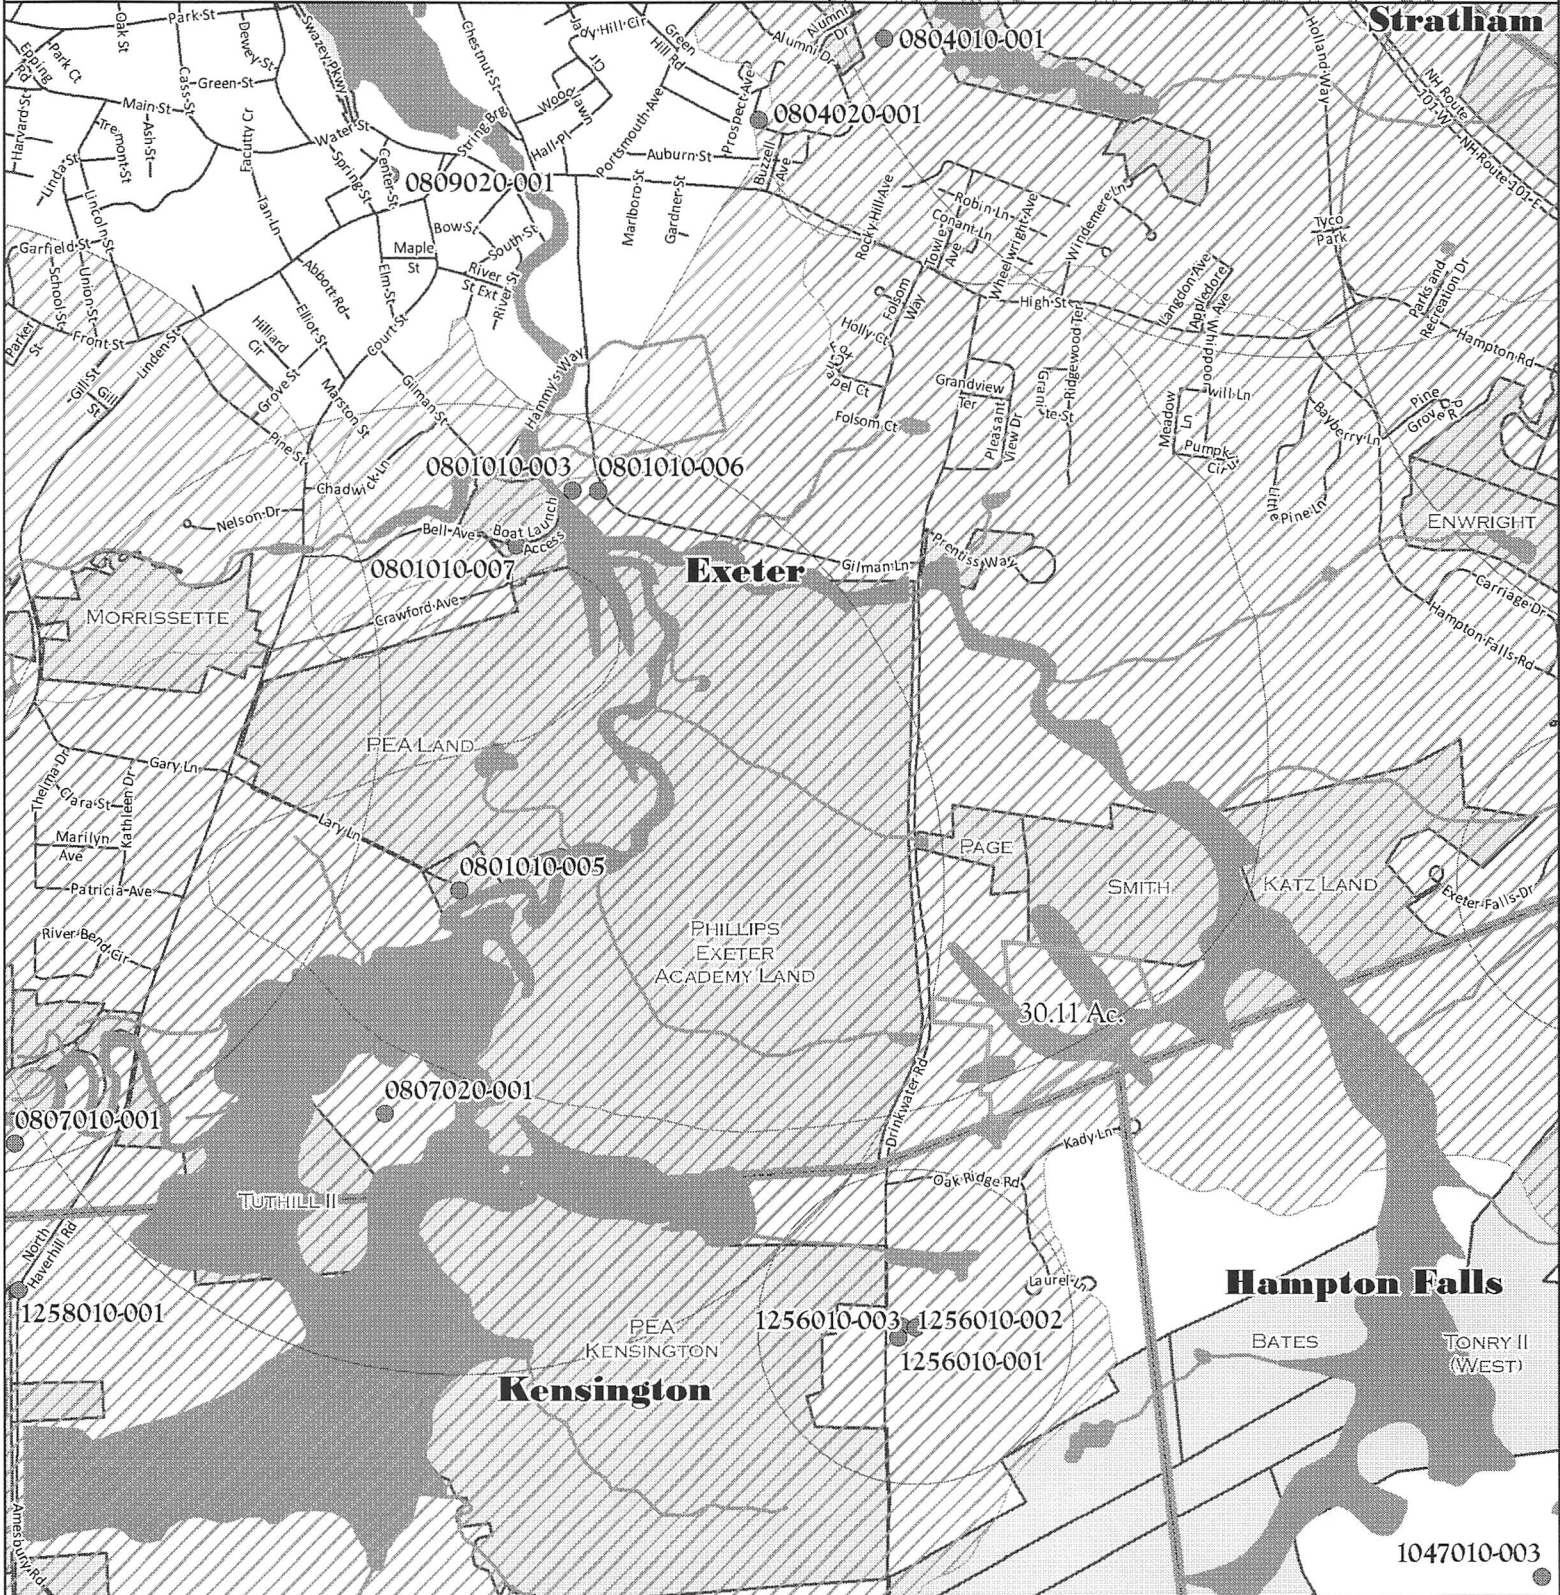 Stratham
Oak St
Park St
Dewey St
Swazey Pkwy
Chestnut St
Jady Hill Cir
Green
Hill Rd
Alumni
Dr
Alumni Dr
0804010-001
Holland Way
NH Route
101 W
NH Route 101 E
Epping
Rd
Park Ct
Cass St
Green St
Main St
Harvard St
Tremont St
Ash St
Facutty Cr
Water St
String Brg
Wood
Lawn
Ct
Hall Pl
Portsmouth Ave
Prospect Ave
0804020-001
Auburn St
Buzzell
Ave
Linda St
Lincoln St
Tan Ln
Spring St
Center St
0809020-001
Marlboro St
Gardner St
Rocky Hill Ave
Robin Ln
Conant Ln
Towle
Ave
Wheelwright Ave
Windemere Ln
Tyco
Park
Garfield St
School St
Union St
Abbott Rd
Elm St
Maple
St
Bow St
South St
River
St Ext
River St
Folsom
Way
High St
Langdon Ave
Appledore
Ave
Parks and
Recreation Dr
Hampton Rd
Parker
St
Front St
Linden St
Hilliard
Cir
Elliot St
Court St
Holly Ct
Hammy's Way
Gill St
Gill
St
Grove St
Marston St
Gilman St
pel Ct
Grandview
Ter
Grani
te St
Ridgewood Ter
Whippoor
will Ln
Meadow
Ln
Bayberry Ln
Pine
Grove
Pine St
Folsom Ct
Pleasant
View Dr
Pumpk
in
Cir
0801010-003
0801010-006
Chadwick Ln
Nelson Dr
Bell Ave
Boat Launch
Access
Little
Pine Ln
ENWRIGHT
0801010-007
Exeter
Gilman Ln
Prentiss Way
Carriage Dr
Hampton Falls Rd
MORRISSETTE
Crawford Ave
PEA LAND
Thelma Dr
Gary Ln
Clara St
Kathleen Dr
Marilyn
Ave
Lary Ln
Patricia Ave
0801010-005
PAGE
SMITH
KATZ LAND
Exeter Falls Dr
River Bend Cir
PHILLIPS
EXETER
ACADEMY LAND
30.11 Ac.
0807020-001
0807010-001
Drinkwater Rd
Kady Ln
TUTHILL II
Oak Ridge Rd
North
Haverhill Rd
Laurel Ln
Hampton Falls
1258010-001
1256010-003
1256010-002
1256010-001
PEA
KENSINGTON
Kensington
BATES
TONRY II
(WEST)
Amesbury Rd
1047010-003